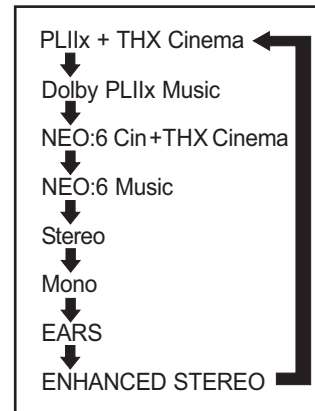 PLIIx + THX Cinema
Dolby PLIIx Music
NEO:6 Cin+THX Cinema
NEO:6 Music
Stereo
Mono
EARS
ENHANCED STEREO